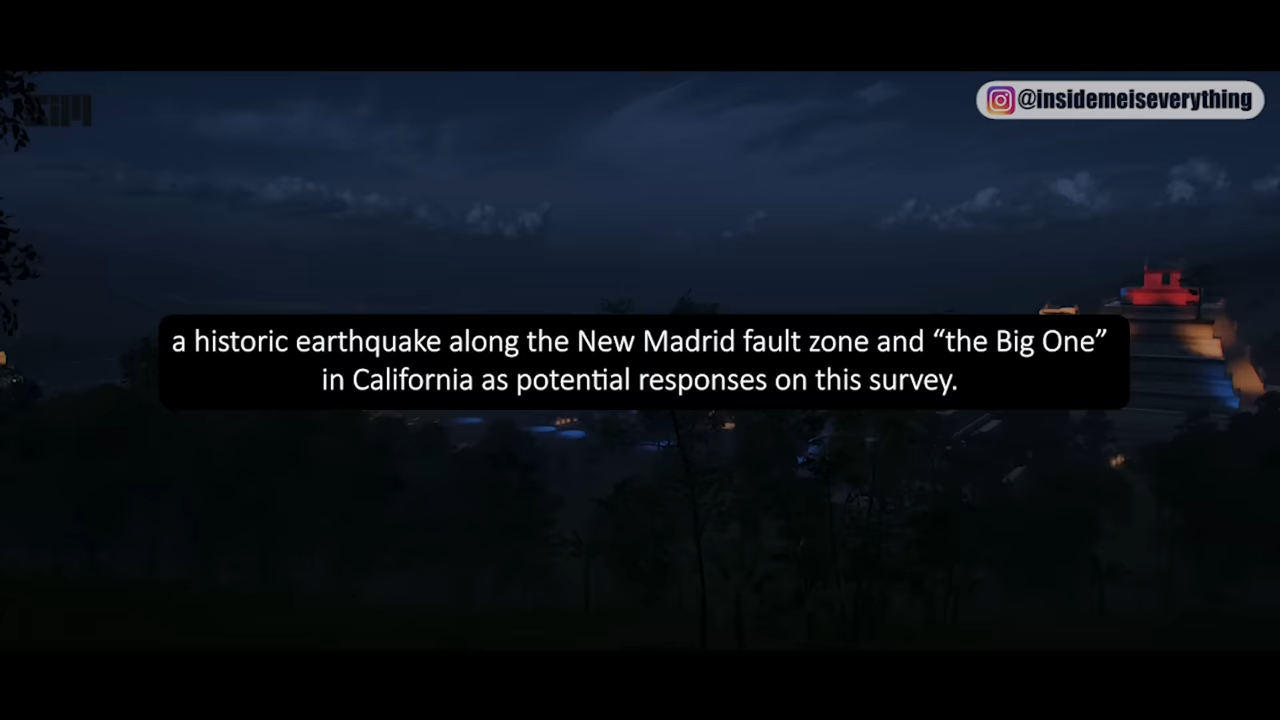 @insidemeiseverything
a historic earthquake along the New Madrid fault zone and “the Big One”
in California as potential responses on this survey.